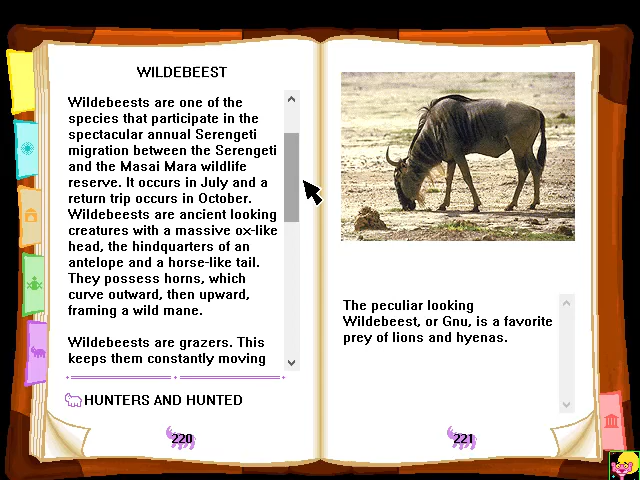 WILDEBEEST
Wildebeests are one of the
species that participate in the
spectacular annual Serengeti
migration between the Serengeti
and the Masai Mara wildlife
reserve. It occurs in July and a
return trip occurs in October.
Wildebeests are ancient looking
creatures with a massive ox-like
head, the hindquarters of an
antelope and a horse-like tail.
They possess horns, which
curve outward, then upward,
framing a wild mane.
Wildebeests are grazers. This
keeps them constantly moving
HUNTERS AND HUNTED
220
The peculiar looking
Wildebeest, or Gnu, is a favorite
prey of lions and hyenas.
221